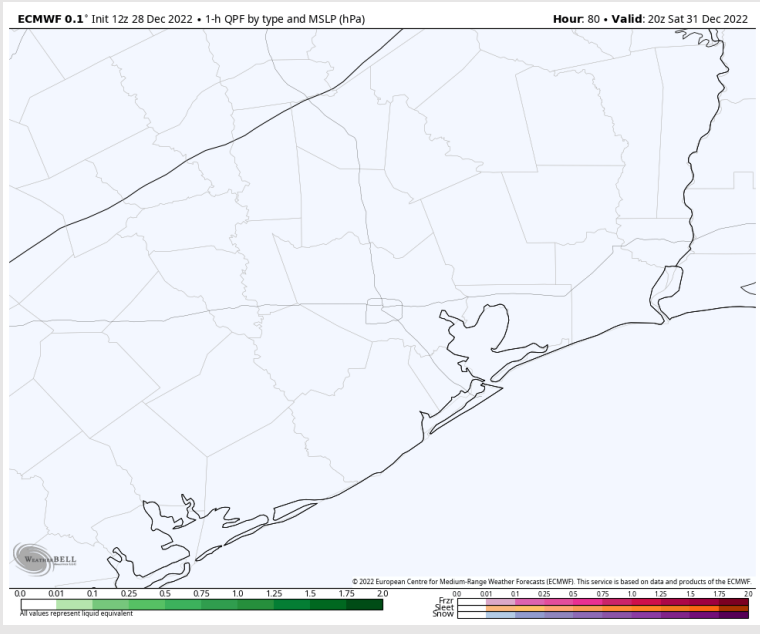 ECMWF 0.1° Init 12z 28 Dec 2022 • 1-h QPF by type and MSLP (hPa) Hour: 80 • Valid: 20z Sat 31 Dec 2022
WEATHERBELL
© 2022 European Centre for Medium-Range Weather Forecasts (ECMWF). This service is based on data and products of the ECMWF.
0.0 0.01 0.1 0.25 0.5 0.75 1.0 1.25 1.5 1.75 2.0
All values represent liquid equivalent
0.0 0.01 0.1 0.25 0.5 0.75 1.0 1.25 1.5 1.75 2.0
Frzr
Sleet
Snow